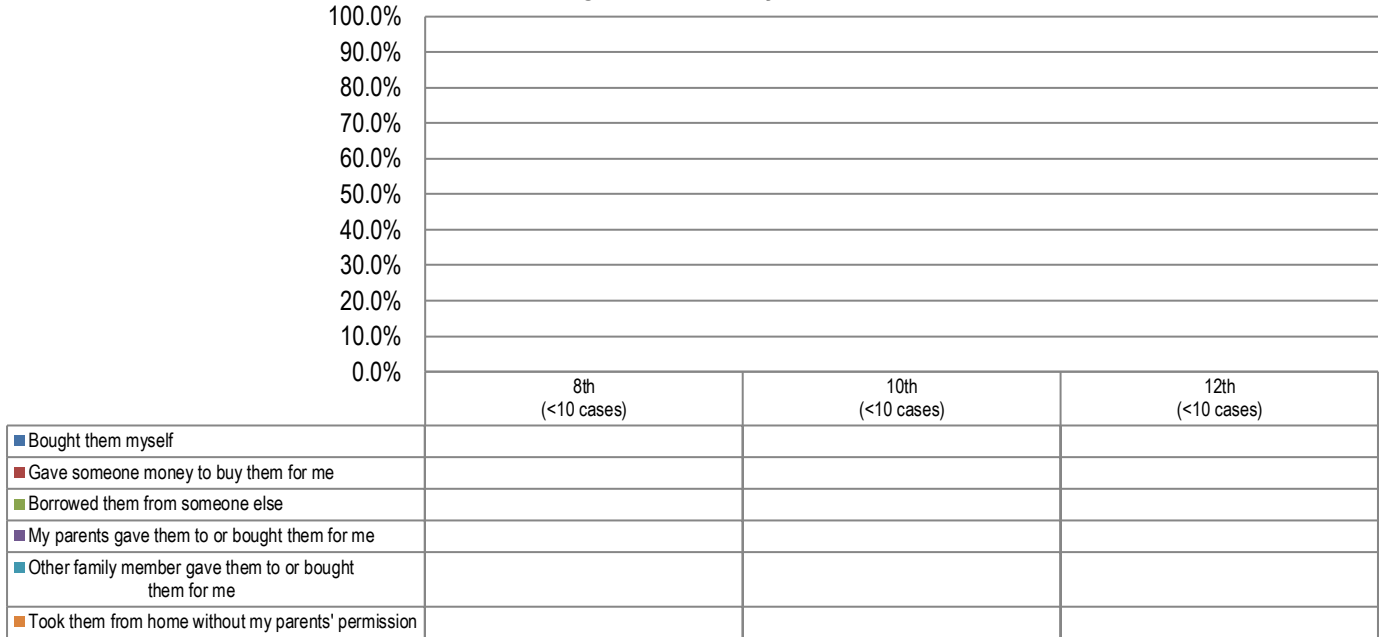 100.0%
90.0%
80.0%
70.0%
60.0%
50.0%
40.0%
30.0%
20.0%
10.0%
0.0%
8th 10th 12th
(<10 cases) (<10 cases) (<10 cases)
Bought them myself
Gave someone money to buy them for me
Borrowed them from someone else
My parents gave them to or bought them for me
Other family member gave them to or bought
them for me
Took them from home without my parents' permission